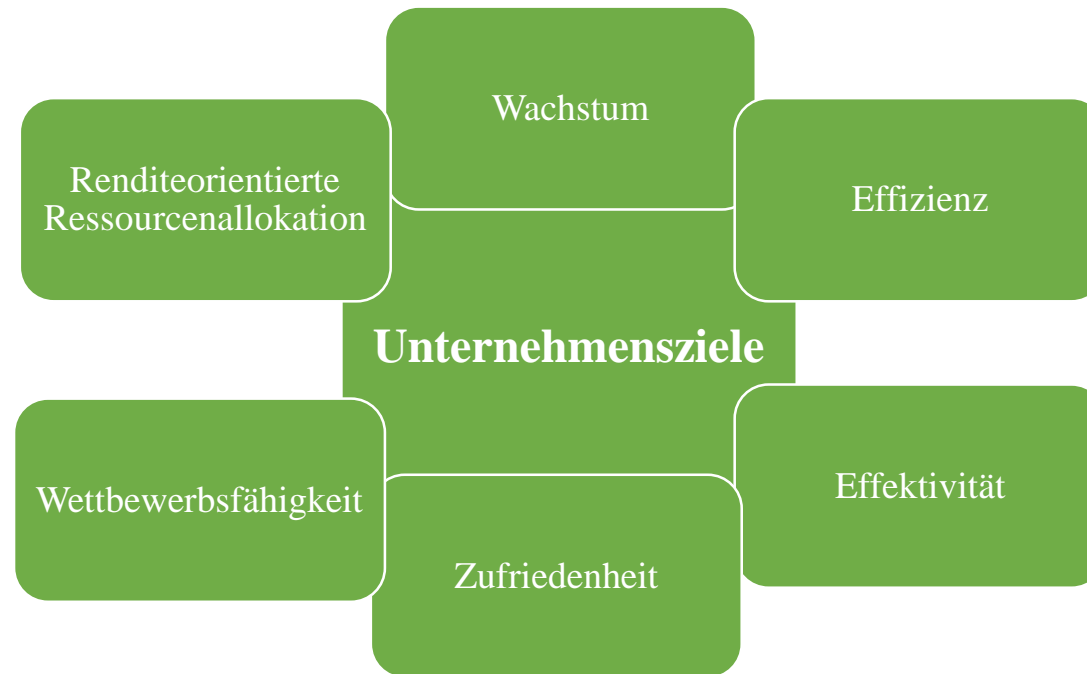 Wachstum
Renditeorientierte
Ressourcenallokation
Effizienz
Unternehmensziele
Wettbewerbsfähigkeit
Effektivität
Zufriedenheit